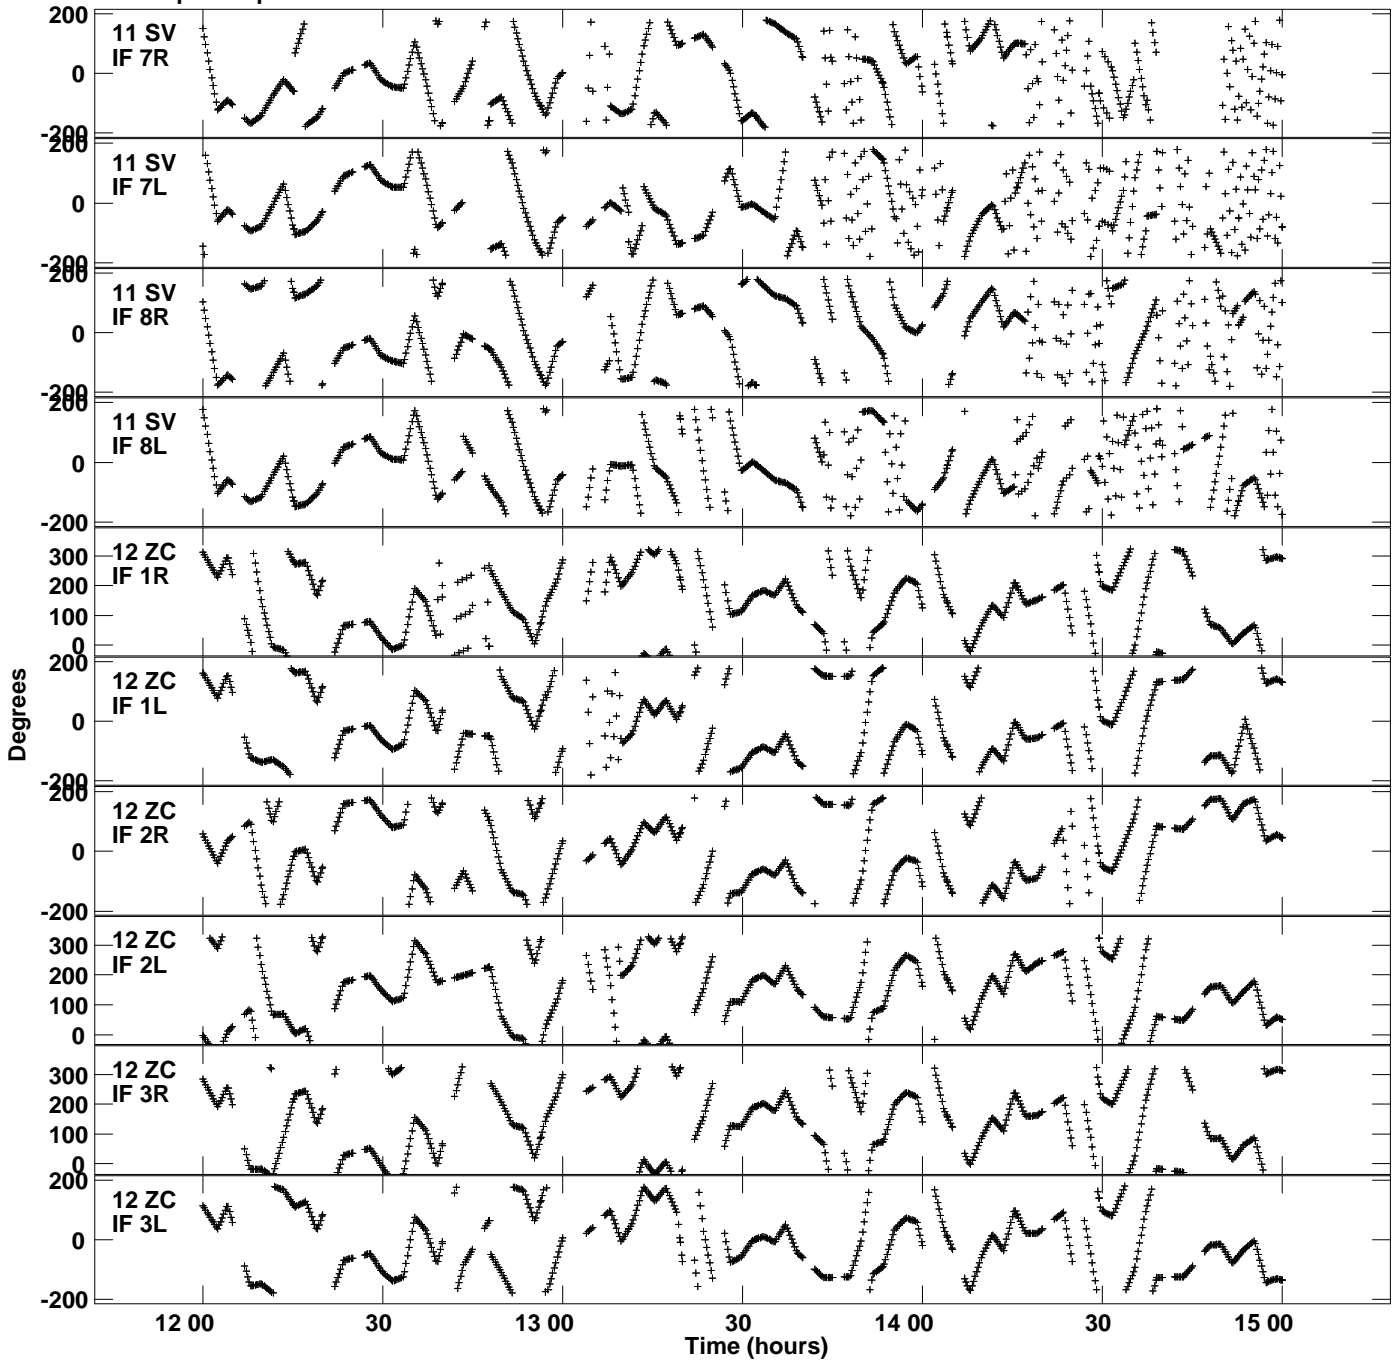 200
0
-200
11 SV
IF 7R
200
0
-200
11 SV
IF 7L
200
0
-200
11 SV
IF 8R
200
0
-200
11 SV
IF 8L
300
200
100
0
12 ZC
IF 1R
200
0
-200
12 ZC
IF 1L
200
0
-200
12 ZC
IF 2R
300
200
100
0
12 ZC
IF 2L
300
200
100
0
12 ZC
IF 3R
200
0
-200
12 ZC
IF 3L
Degrees
12 00
30
13 00
30
14 00
30
15 00
Time (hours)